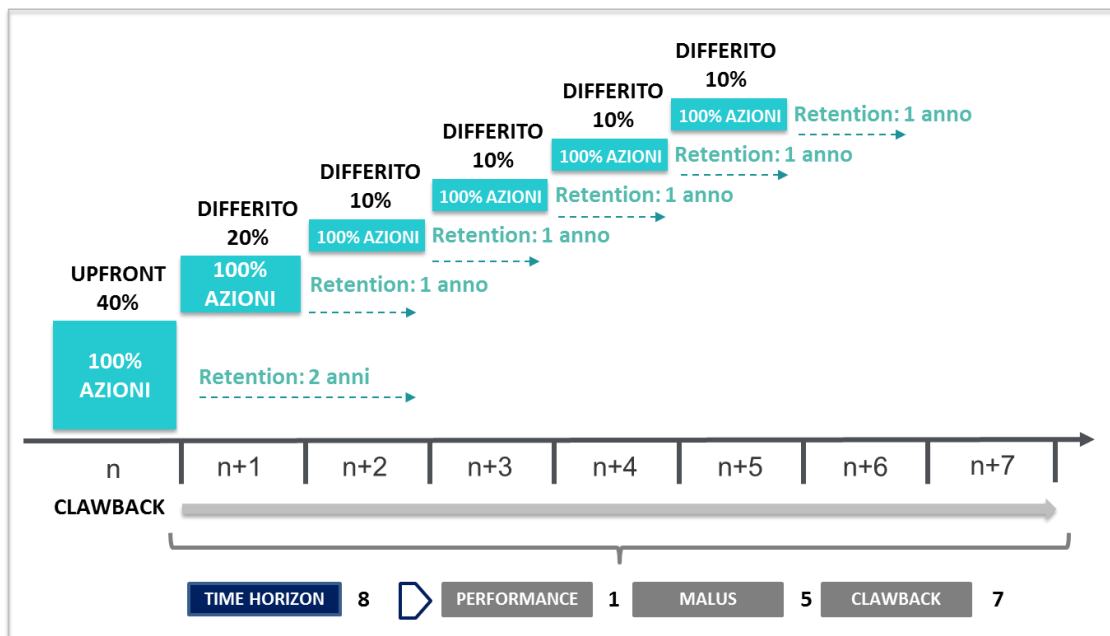 DIFFERITO
10%
100% AZIONI
Retention: 1 anno
DIFFERITO
10%
100% AZIONI
Retention: 1 anno
DIFFERITO
10%
100% AZIONI
Retention: 1 anno
DIFFERITO
10%
100% AZIONI
Retention: 1 anno
DIFFERITO
20%
100%
AZIONI
Retention: 1 anno
UPFRONT
40%
100%
AZIONI
Retention: 2 anni
n n+1 n+2 n+3 n+4 n+5 n+6 n+7
CLAWBACK
TIME HORIZON 8 PERFORMANCE 1 MALUS 5 CLAWBACK 7